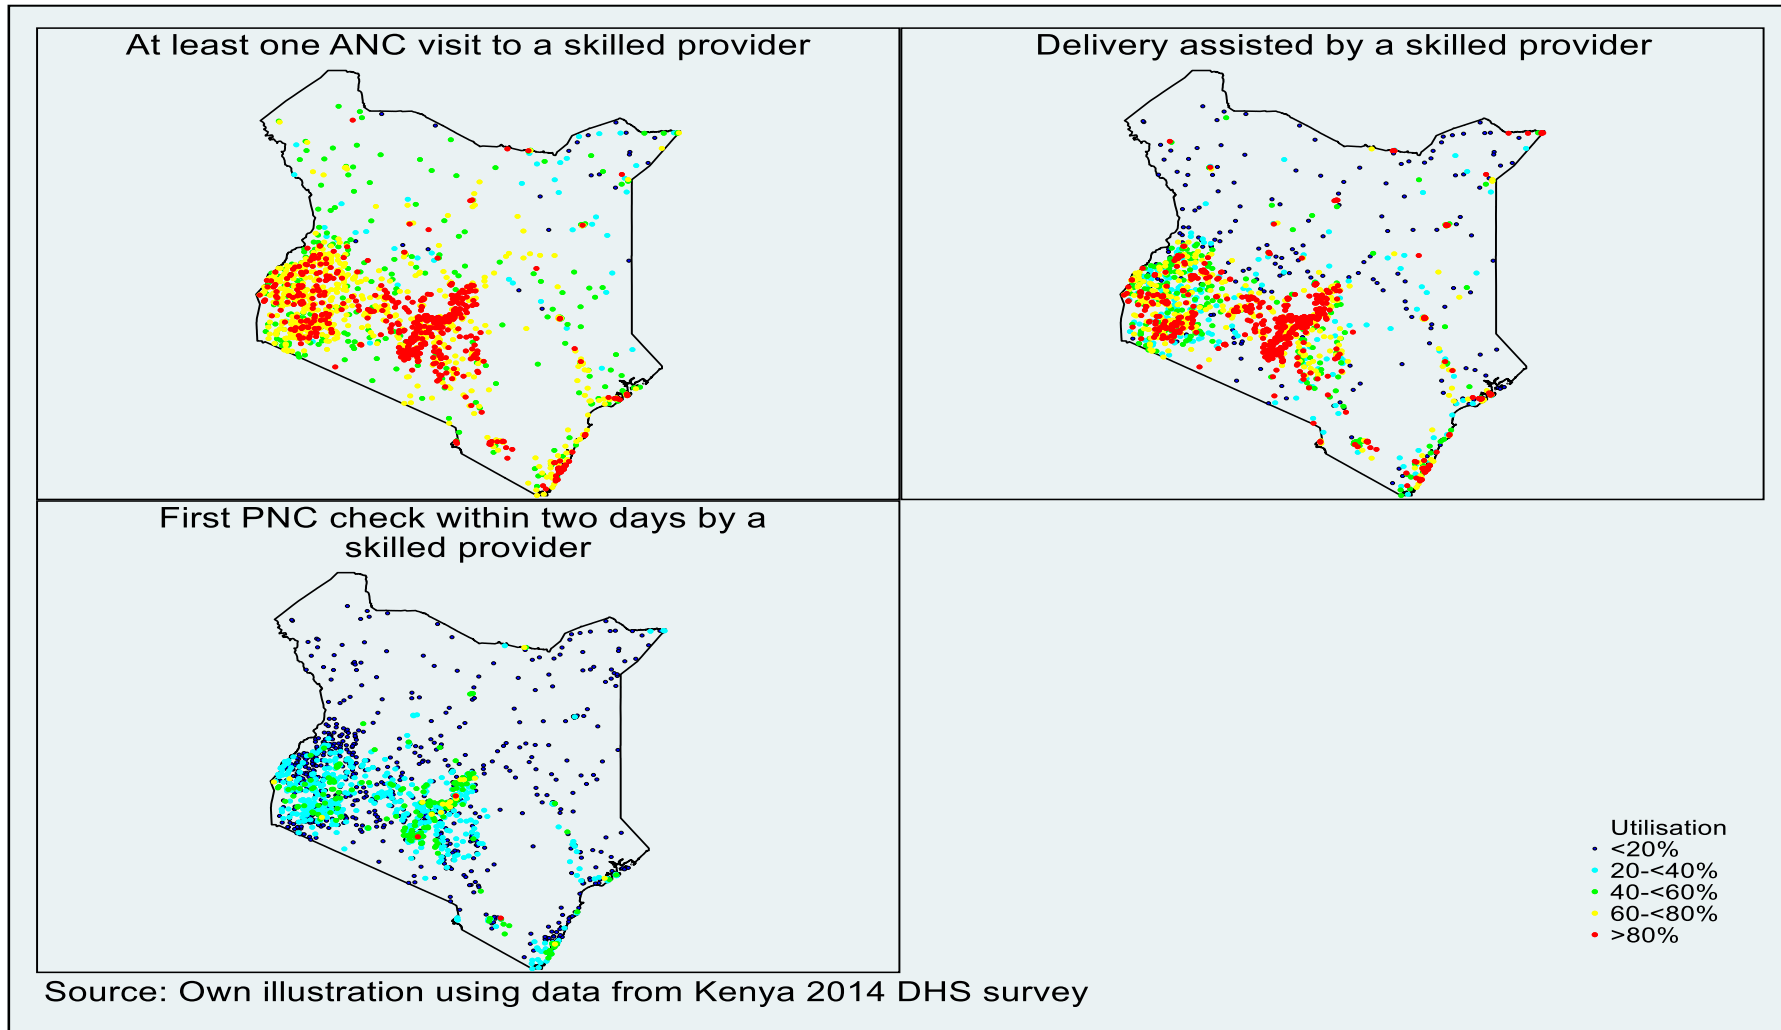 At least one ANC visit to a skilled provider
Delivery assisted by a skilled provider
First PNC check within two days by a
skilled provider
Utilisation
<20%
20-<40%
40-<60%
60-<80%
>80%
Source: Own illustration using data from Kenya 2014 DHS survey